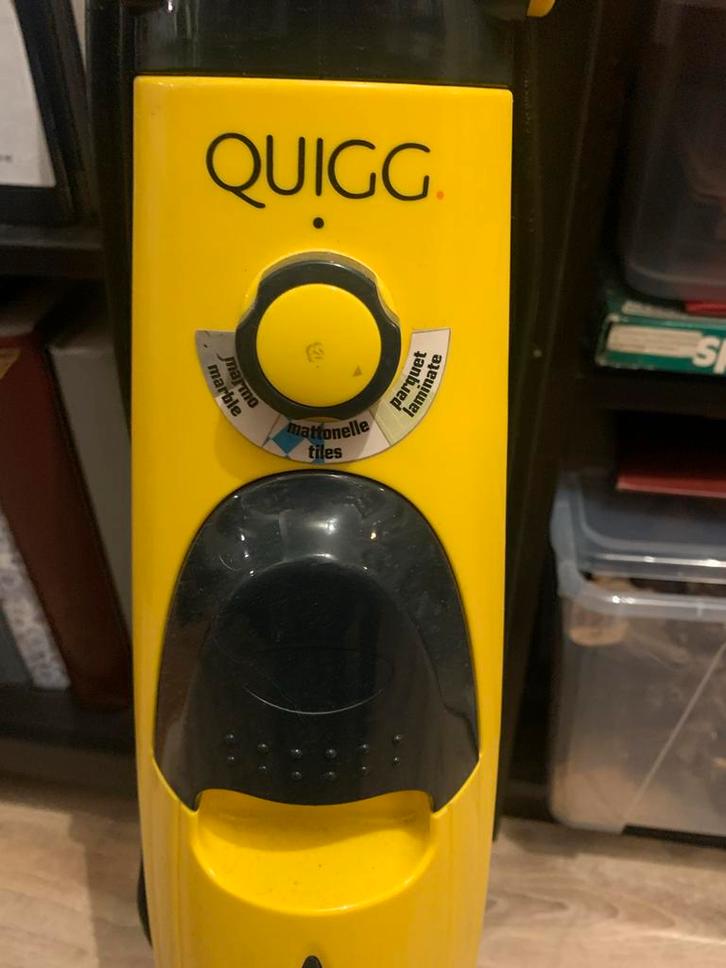 QUIGG.
marmo
marble
mattonelle
tiles
parquet
laminate